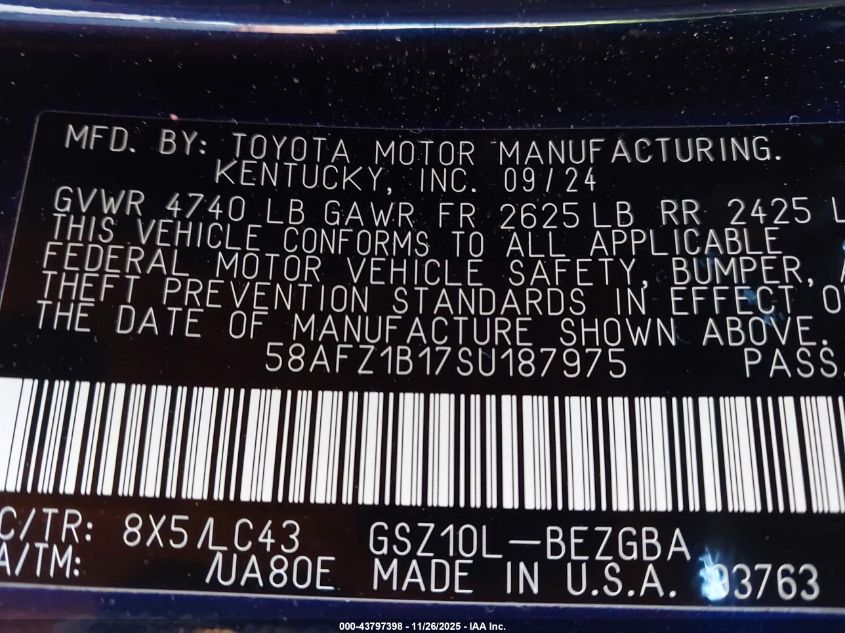 MFD. BY: TOYOTA MOTOR MANUFACTURING.
KENTUCKY, INC. 09/24
GVWR 4740 LB GAWR FR 2625 LB RR 2425 L
THIS VEHICLE CONFORMS TO ALL APPLICABLE
FEDERAL MOTOR VEHICLE SAFETY, BUMPER, A
THEFT PREVENTION STANDARDS IN EFFECT O
THE DATE OF MANUFACTURE SHOWN ABOVE.
58AFZ1B17SU187975 PASS.
C/TR: 8X5/LC43 GSZ10L-BEZGBA
A/TM: /UA80E MADE IN U.S.A. 93763
000-43797398 - 11/26/2025 - IAA Inc.